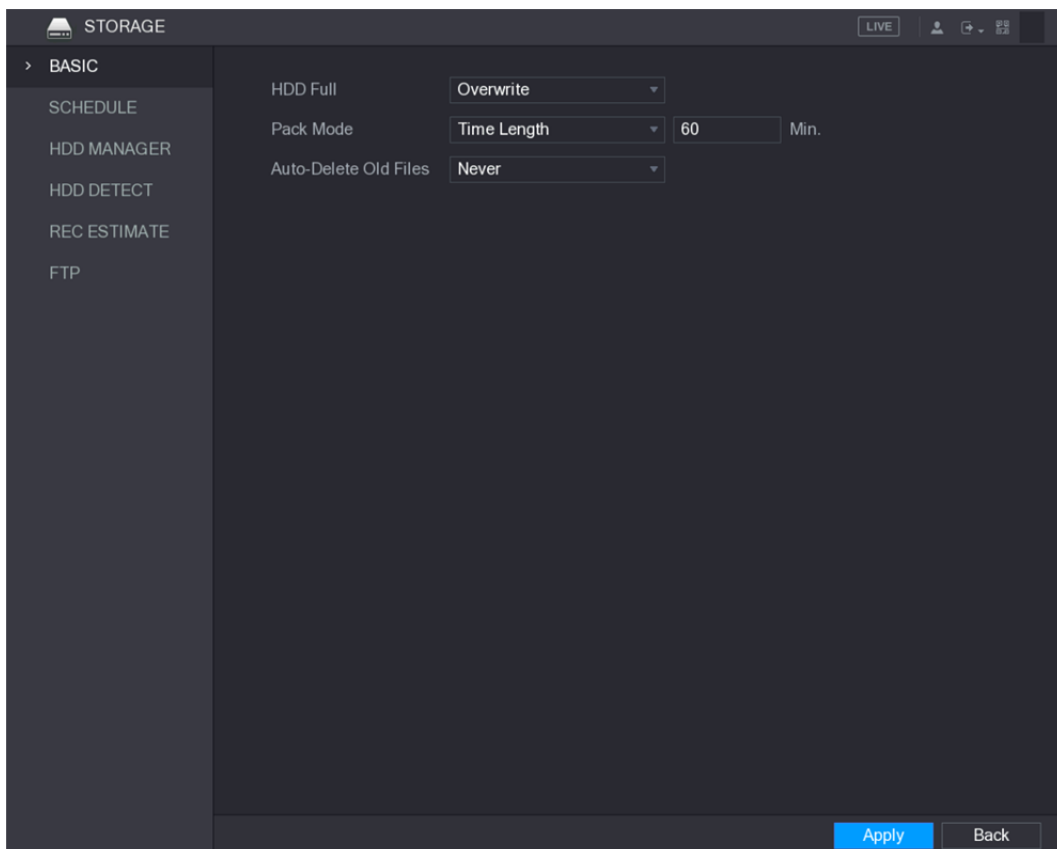 STORAGE
LIVE
BASIC
SCHEDULE
HDD MANAGER
HDD DETECT
REC ESTIMATE
FTP
HDD Full Overwrite
Pack Mode Time Length 60 Min.
Auto-Delete Old Files Never
Apply Back